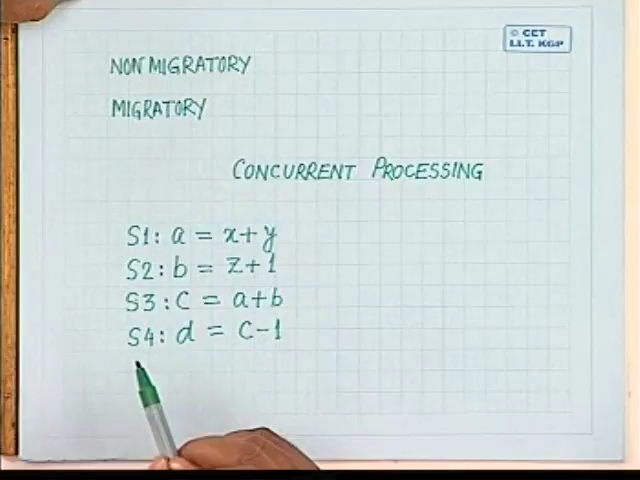 © CET
I.I.T. KGP
NON MIGRATORY
MIGRATORY
CONCURRENT PROCESSING
S1: a = x+y
S2: b = z+1
S3: c = a+b
S4: d = c-1